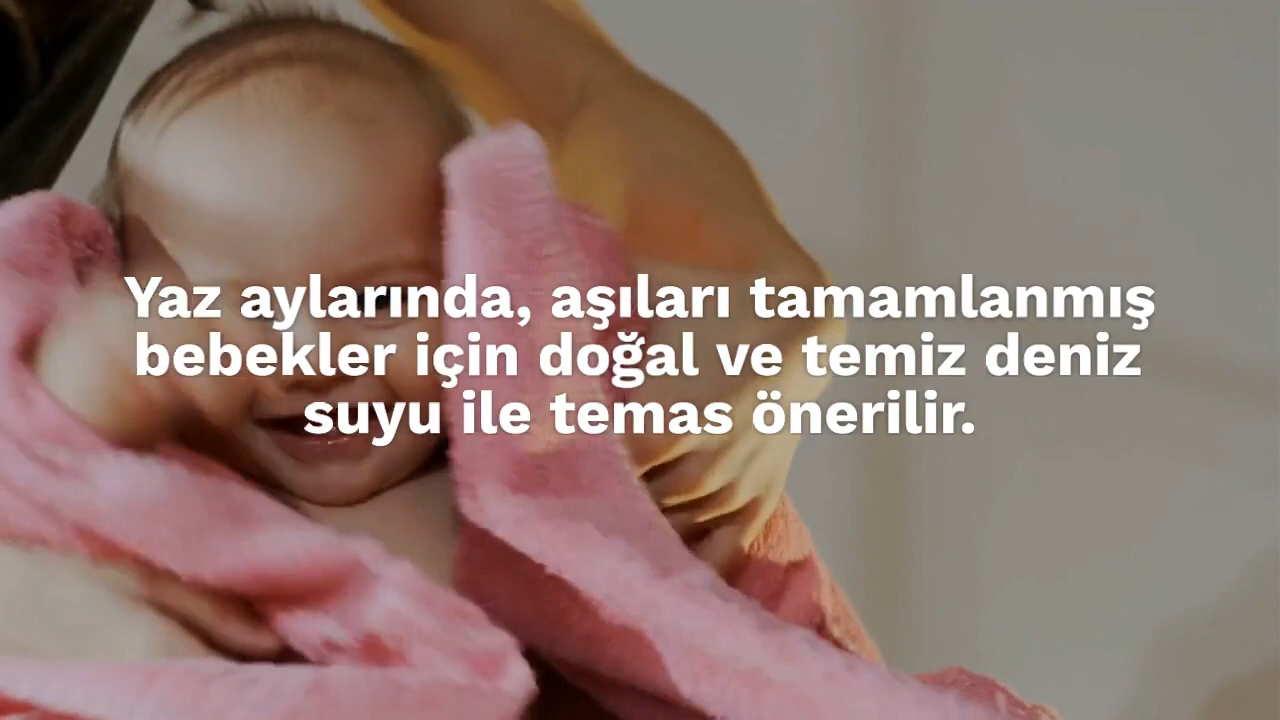 Yaz aylarında, aşıları tamamlanmış
bebekler için doğal ve temiz deniz
suyu ile temas önerilir.